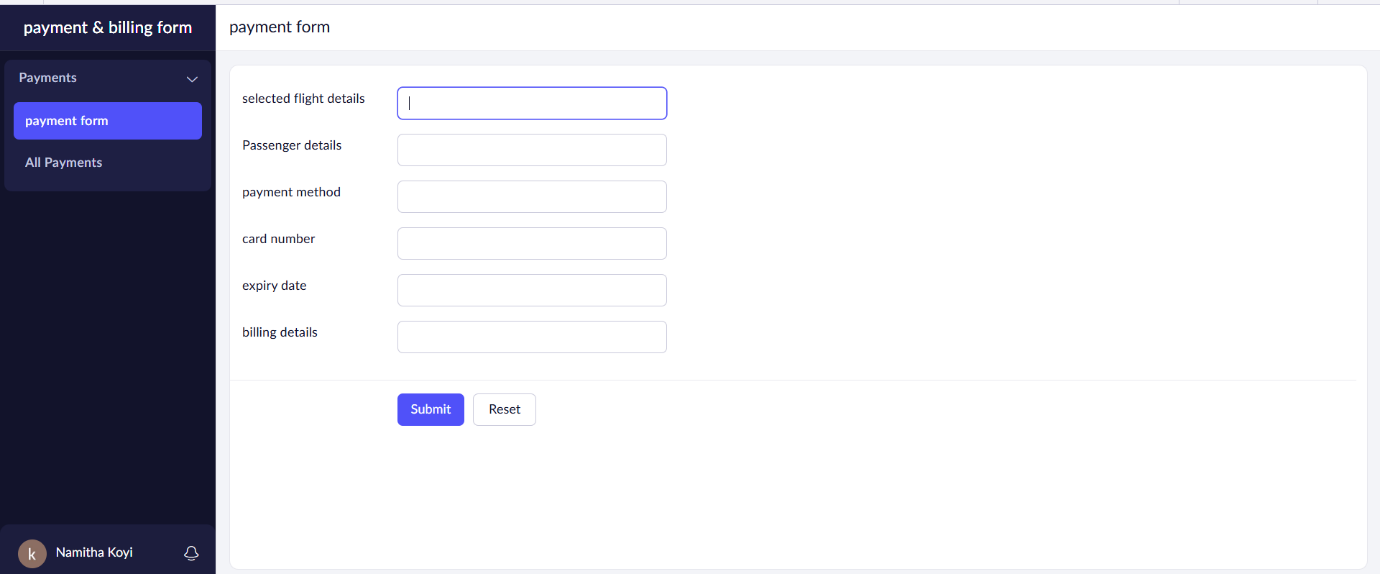 payment & billing form
payment form
Payments
payment form
All Payments
selected flight details
Passenger details
payment method
card number
expiry date
billing details
Submit
Reset
k
Namitha Koyi